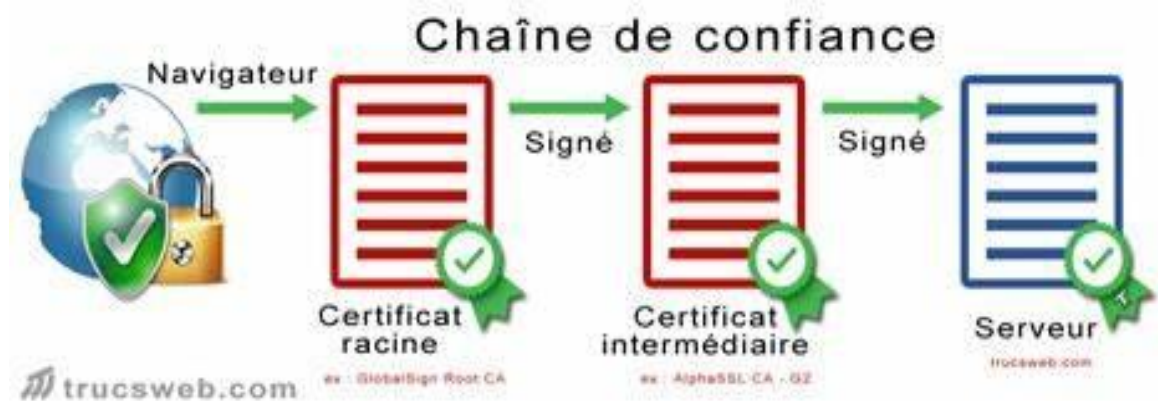 Chaîne de confiance
Navigateur
Signé
Signé
Certificat
racine
ex : GlobalSign Root CA
Certificat
intermédiaire
ex : AlphaSSL CA - G2
Serveur
trucsweb.com
trucsweb.com